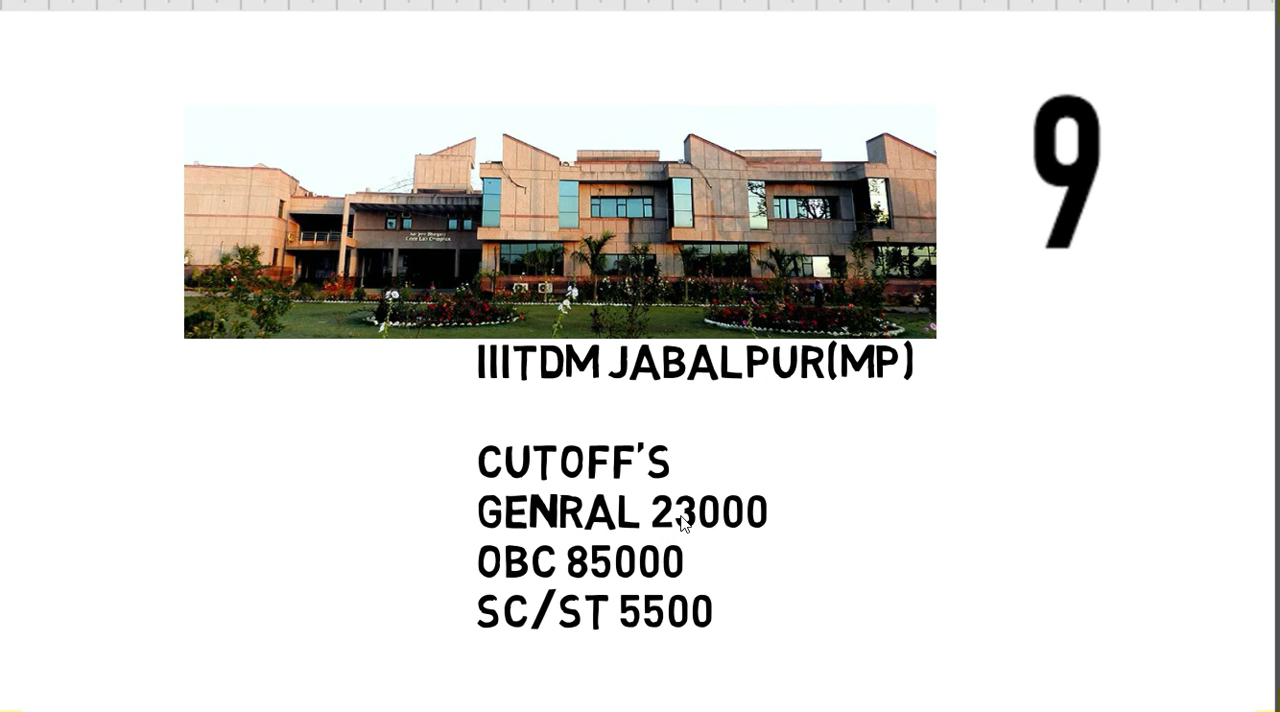 9
IIITDM JABALPUR(MP)
CUTOFF'S
GENRAL 23000
OBC 85000
SC/ST 5500